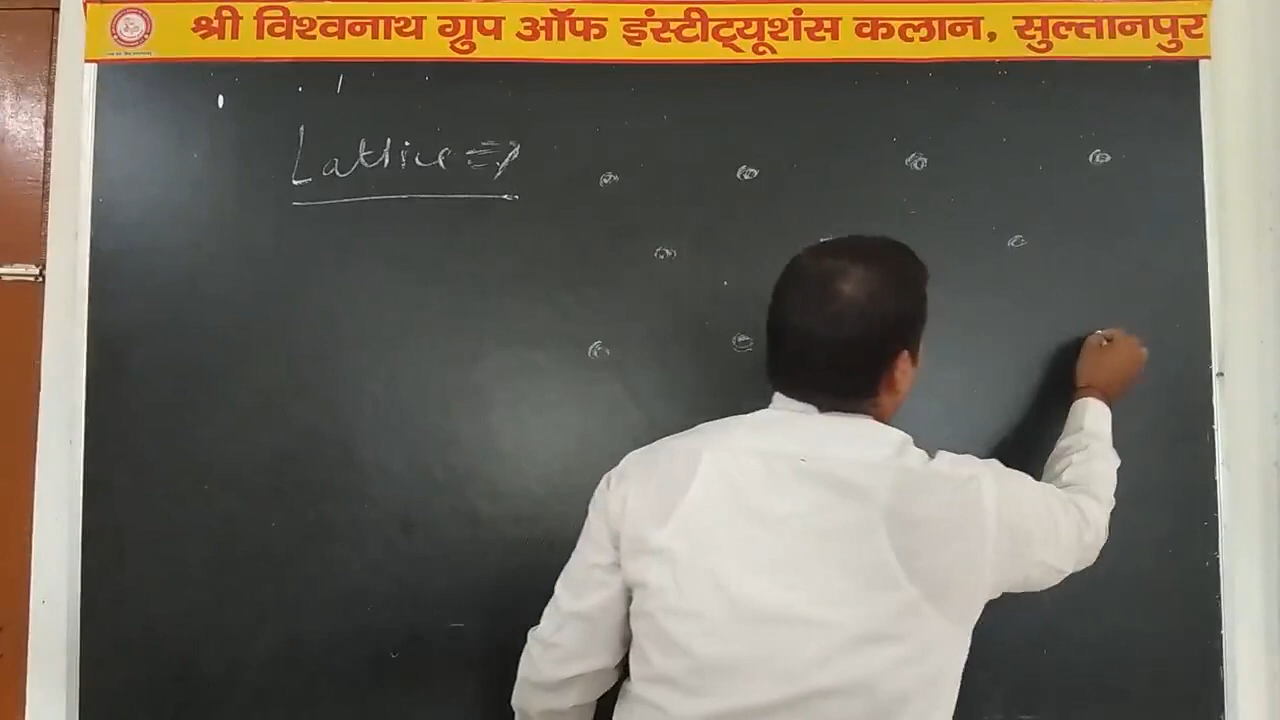 श्री विश्वनाथ ग्रुप ऑफ इंस्टीट्यूशंस कलान, सुल्तानपुर
Lattice ⇒